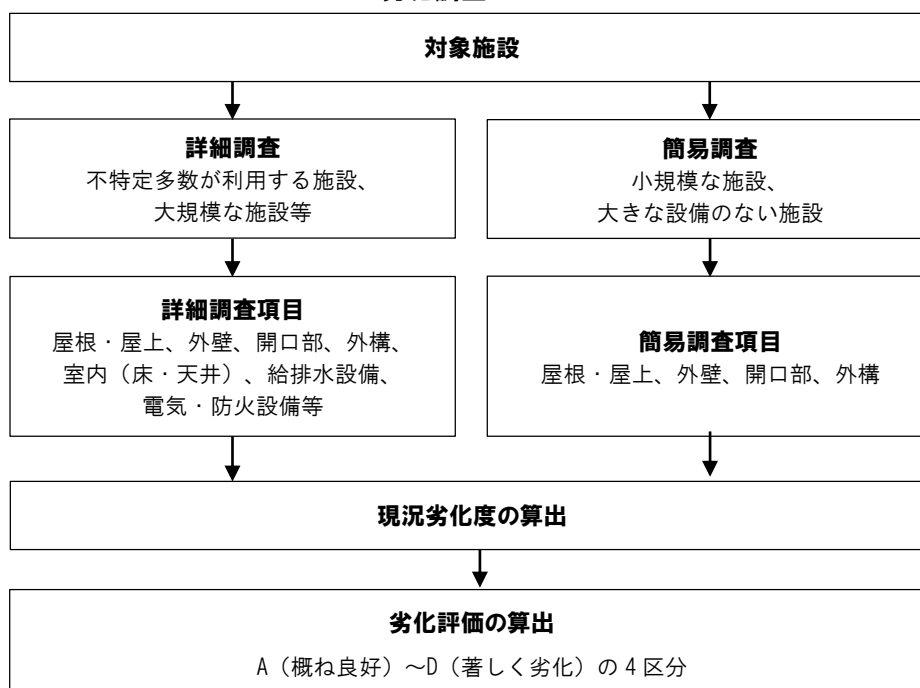 対象施設
詳細調査
不特定多数が利用する施設、
大規模な施設等
簡易調査
小規模な施設、
大きな設備のない施設
詳細調査項目
屋根・屋上、外壁、開口部、外構、
室内（床・天井）、給排水設備、
電気・防火設備等
簡易調査項目
屋根・屋上、外壁、開口部、外構
現況劣化度の算出
劣化評価の算出
A（概ね良好）～D（著しく劣化）の4区分